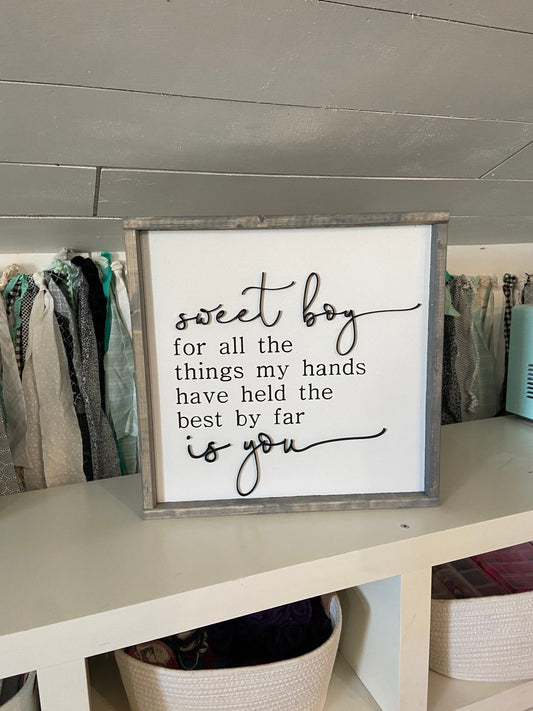 sweet boy
for all the
things my hands
have held the
best by far
is you